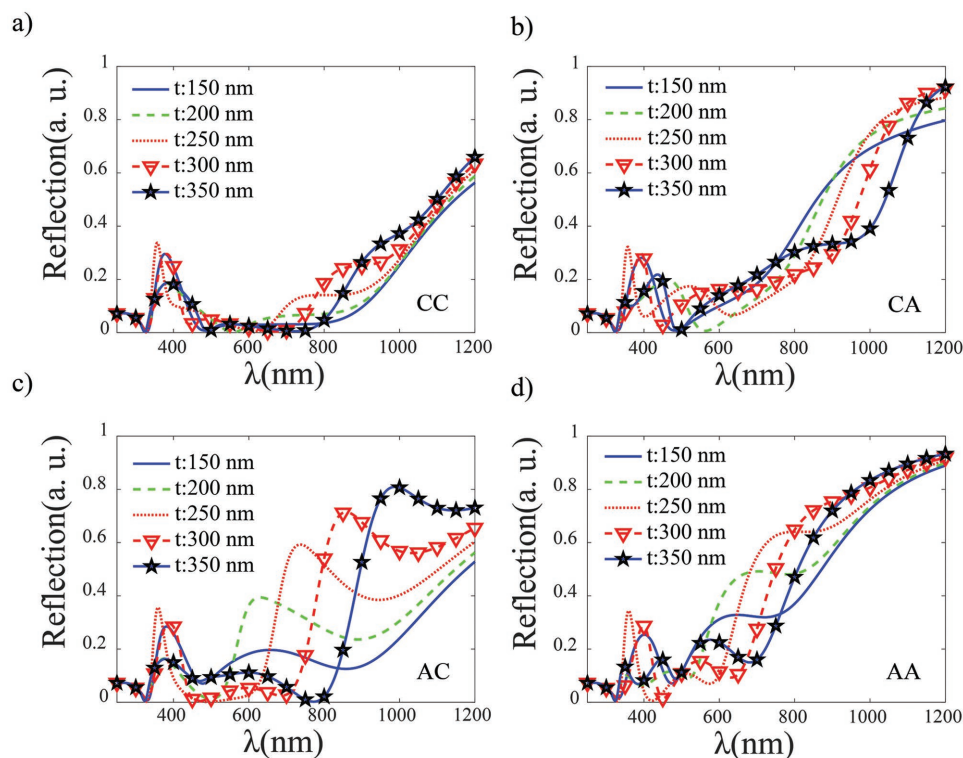 a)
Reflection(a. u.)
1
0.8
0.6
0.4
0.2
0
t:150 nm
t:200 nm
t:250 nm
t:300 nm
t:350 nm
CC
400 600 800 1000 1200
λ(nm)
b)
Reflection(a. u.)
1
0.8
0.6
0.4
0.2
0
t:150 nm
t:200 nm
t:250 nm
t:300 nm
t:350 nm
CA
400 600 800 1000 1200
λ(nm)
c)
Reflection(a. u.)
1
0.8
0.6
0.4
0.2
0
t:150 nm
t:200 nm
t:250 nm
t:300 nm
t:350 nm
AC
400 600 800 1000 1200
λ(nm)
d)
Reflection(a. u.)
1
0.8
0.6
0.4
0.2
0
t:150 nm
t:200 nm
t:250 nm
t:300 nm
t:350 nm
AA
400 600 800 1000 1200
λ(nm)